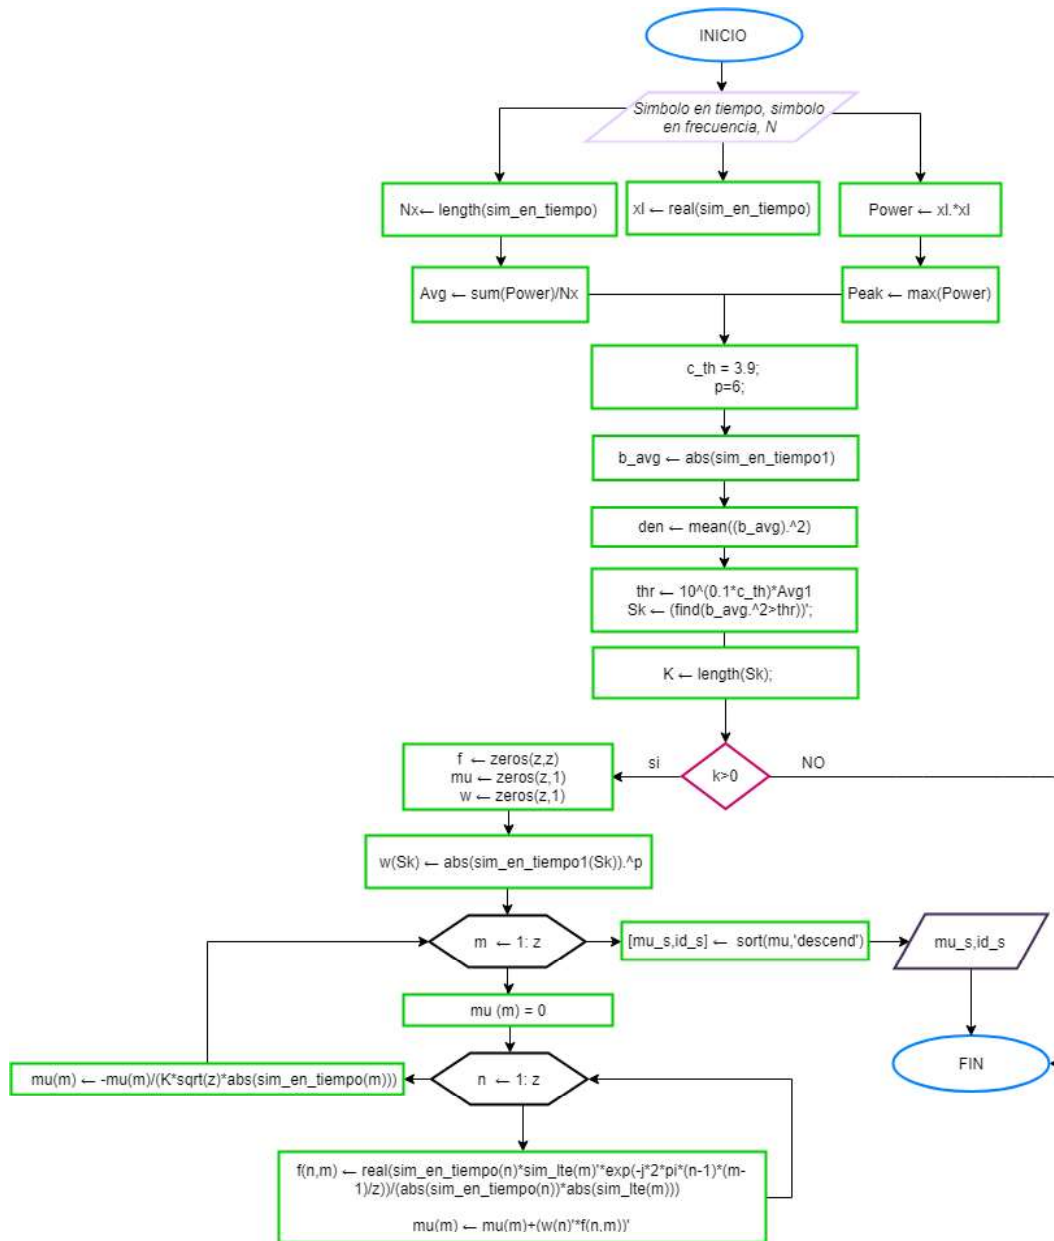 INICIO
Simbolo en tiempo, simbolo
en frecuencia, N
Nx← length(sim_en_tiempo)
xI ← real(sim_en_tiempo)
Power ← xI.*xI
Avg ← sum(Power)/Nx
Peak ← max(Power)
c_th = 3.9;
p=6;
b_avg ← abs(sim_en_tiempo1)
den ← mean((b_avg).^2)
thr ← 10^(0.1*c_th)*Avg1
Sk ← (find(b_avg.^2>thr))';
K ← length(Sk);
k>0
si
NO
f ← zeros(z,z)
mu ← zeros(z,1)
w ← zeros(z,1)
w(Sk) ← abs(sim_en_tiempo1(Sk)).^p
m ← 1: z
[mu_s,id_s] ← sort(mu,'descend')
mu_s,id_s
mu (m) = 0
FIN
mu(m) ← -mu(m)/(K*sqrt(z)*abs(sim_en_tiempo(m)))
n ← 1: z
f(n,m) ← real(sim_en_tiempo(n)*sim_lte(m)'*exp(-j*2*pi*(n-1)*(m-
1)/z))/(abs(sim_en_tiempo(n))*abs(sim_lte(m)))
mu(m) ← mu(m)+(w(n)'*f(n,m))'